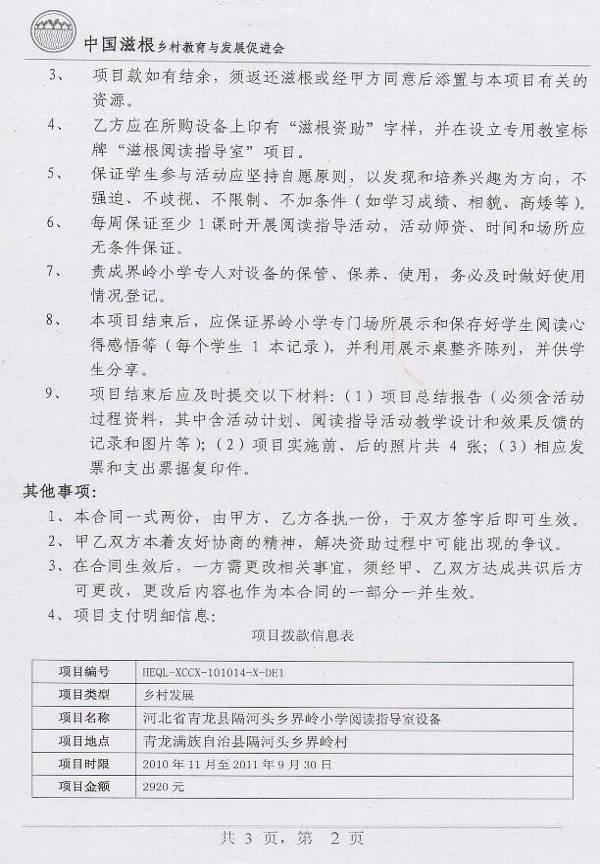 中国滋根乡村教育与发展促进会
3、 项目款如有结余，须返还滋根或经甲方同意后添置与本项目有关的
资源。
4、 乙方应在所购设备上印有“滋根资助”字样，并在设立专用教室标
牌“滋根阅读指导室”项目。
5、 保证学生参与活动应坚持自愿原则，以发现和培养兴趣为方向，不
强迫、不歧视、不限制、不加条件（如学习成绩、相貌、高矮等）。
6、 每周保证至少1课时开展阅读指导活动，活动师资、时间和场所应
无条件保证。
7、 责成界岭小学专人对设备的保管、保养、使用，务必及时做好使用
情况登记。
8、 本项目结束后，应保证界岭小学专门场所展示和保存好学生阅读心
得感悟等（每个学生 1 本记录），并利用展示桌整齐陈列，并供学
生分享。
9、 项目结束后应及时提交以下材料：（1）项目总结报告（必须含活动
过程资料，其中含活动计划、阅读指导活动教学设计和效果反馈的
记录和图片等）；（2）项目实施前、后的照片共 4 张；（3）相应发
票和支出票据复印件。
其他事项：
1、本合同一式两份，由甲方、乙方各执一份，于双方签字后即可生效。
2、甲乙双方本着友好协商的精神，解决资助过程中可能出现的争议。
3、在合同生效后，一方需更改相关事宜，须经甲、乙双方达成共识后方
可更改，更改后内容也作为本合同的一部分一并生效。
4、项目支付明细信息：
项目拨款信息表
项目编号 HEQL-XCCX-101014-X-DE1
项目类型 乡村发展
项目名称 河北省青龙县隔河头乡界岭小学阅读指导室设备
项目地点 青龙满族自治县隔河头乡界岭村
项目时限 2010 年 11 月至 2011 年 9 月 30 日
项目金额 2920 元
共 3 页，第 2 页